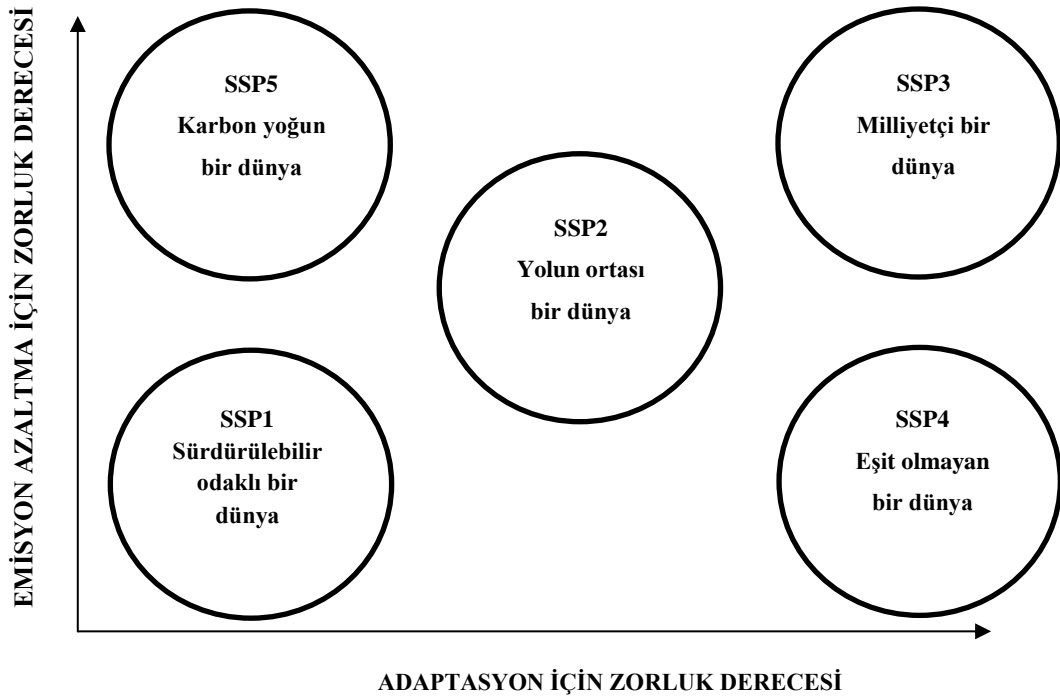 EMİSYON AZALTMA İÇİN ZORLUK DERECESİ
SSP5
Karbon yoğun
bir dünya
SSP3
Milliyetçi bir
dünya
SSP2
Yolun ortası
bir dünya
SSP1
Sürdürülebilir
odaklı bir
dünya
SSP4
Eşit olmayan
bir dünya
ADAPTASYON İÇİN ZORLUK DERECESİ